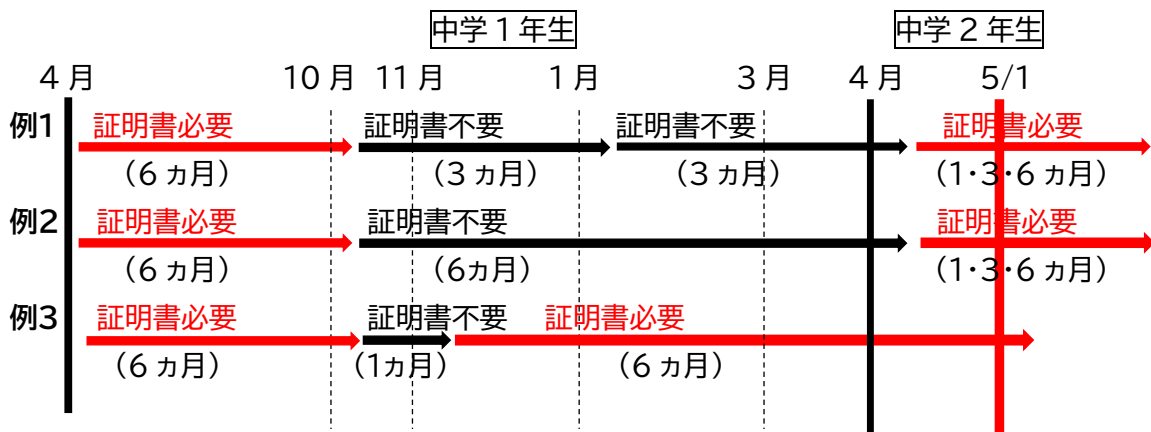 中学1年生 中学2年生
4月 10月 11月 1月 3月 4月 5/1
例1 証明書必要 証明書不要 証明書不要 証明書必要
（6ヵ月） （3ヵ月） （3ヵ月） （1・3・6ヵ月）
例2 証明書必要 証明書不要 証明書必要
（6ヵ月） （6ヵ月） （1・3・6ヵ月）
例3 証明書必要 証明書不要 証明書必要
（6ヵ月） （1ヵ月） （6ヵ月）